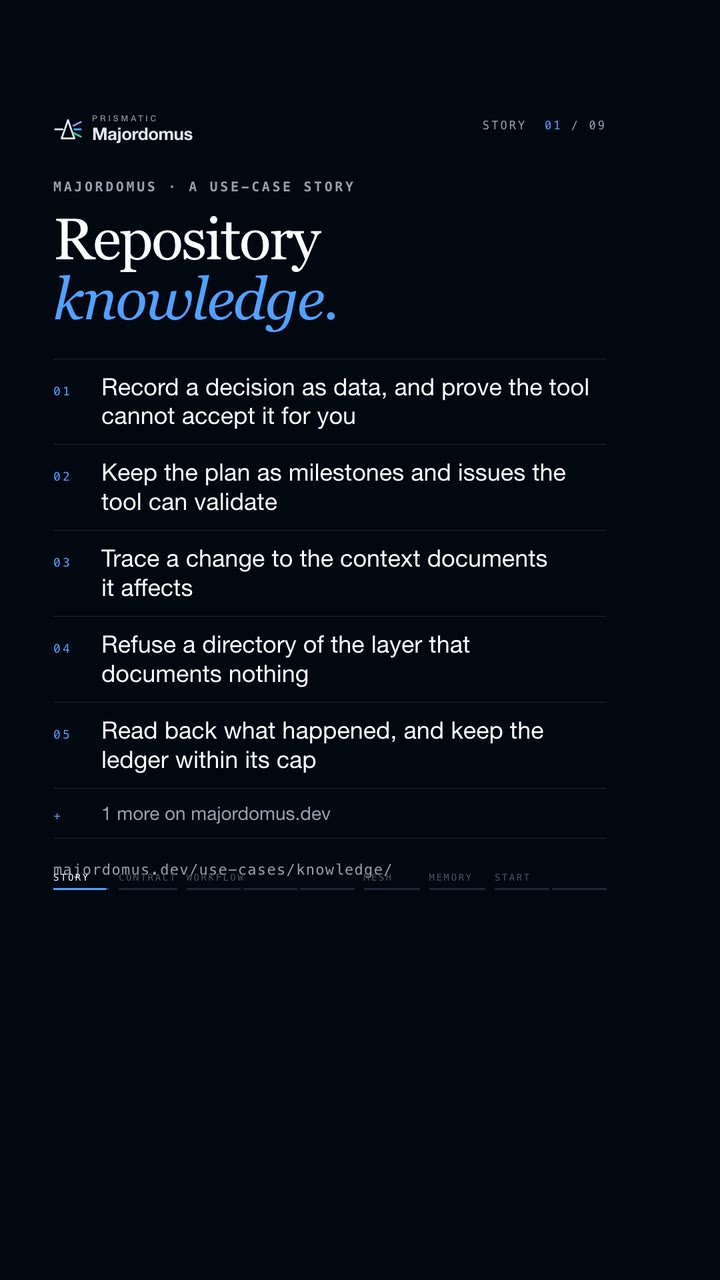 PRISMATIC
Majordomus
STORY 01 / 09
MAJORDOMUS · A USE-CASE STORY
Repository
knowledge.
01 Record a decision as data, and prove the tool
cannot accept it for you
02 Keep the plan as milestones and issues the
tool can validate
03 Trace a change to the context documents
it affects
04 Refuse a directory of the layer that
documents nothing
05 Read back what happened, and keep the
ledger within its cap
+ 1 more on majordomus.dev
majordomus.dev/use-cases/knowledge/
STORY CONTRACT WORKFLOW MESH MEMORY START